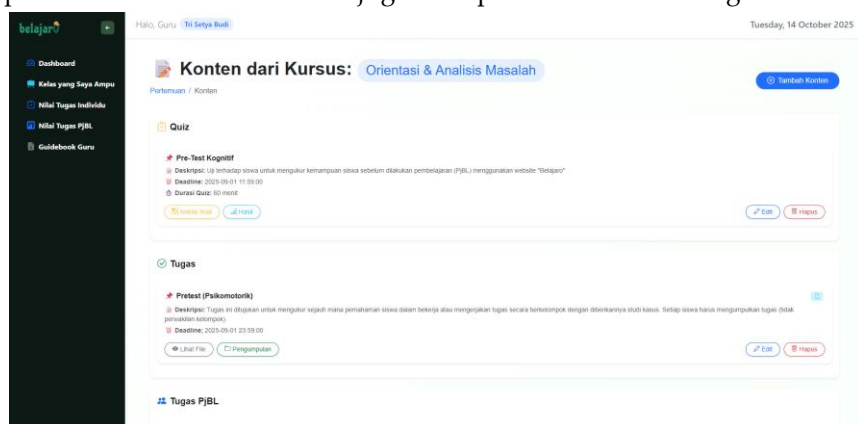 belajaro
Halo, Guru Tri Setya Budi
Tuesday, 14 October 2025
Dashboard
Kelas yang Saya Ampu
Nilai Tugas Individu
Nilai Tugas PjBL
Guidebook Guru
Konten dari Kursus: Orientasi & Analisis Masalah
Pertemuan / Konten
Tambah Konten
Quiz
Pre-Test Kognitif
Deskripsi: Uji terhadap siswa untuk mengukur kemampuan siswa sebelum dilakukan pembelajaran (PjBL) menggunakan website "Belajaro"
Deadline: 2025-09-01 11:59:00
Durasi Quiz: 60 menit
Kelola Soal
Hasil
Edit
Hapus
Tugas
Pretest (Psikomotorik)
Deskripsi: Tugas ini ditujukan untuk mengukur sejauh mana pemahaman siswa dalam bekerja atau mengerjakan tugas secara berkelompok dengan diberikannya studi kasus. Setiap siswa harus mengumpulkan tugas (tidak
perwakilan kelompok)
Deadline: 2025-09-01 23:59:00
Lihat File
Pengumpulan
Edit
Hapus
Tugas PjBL